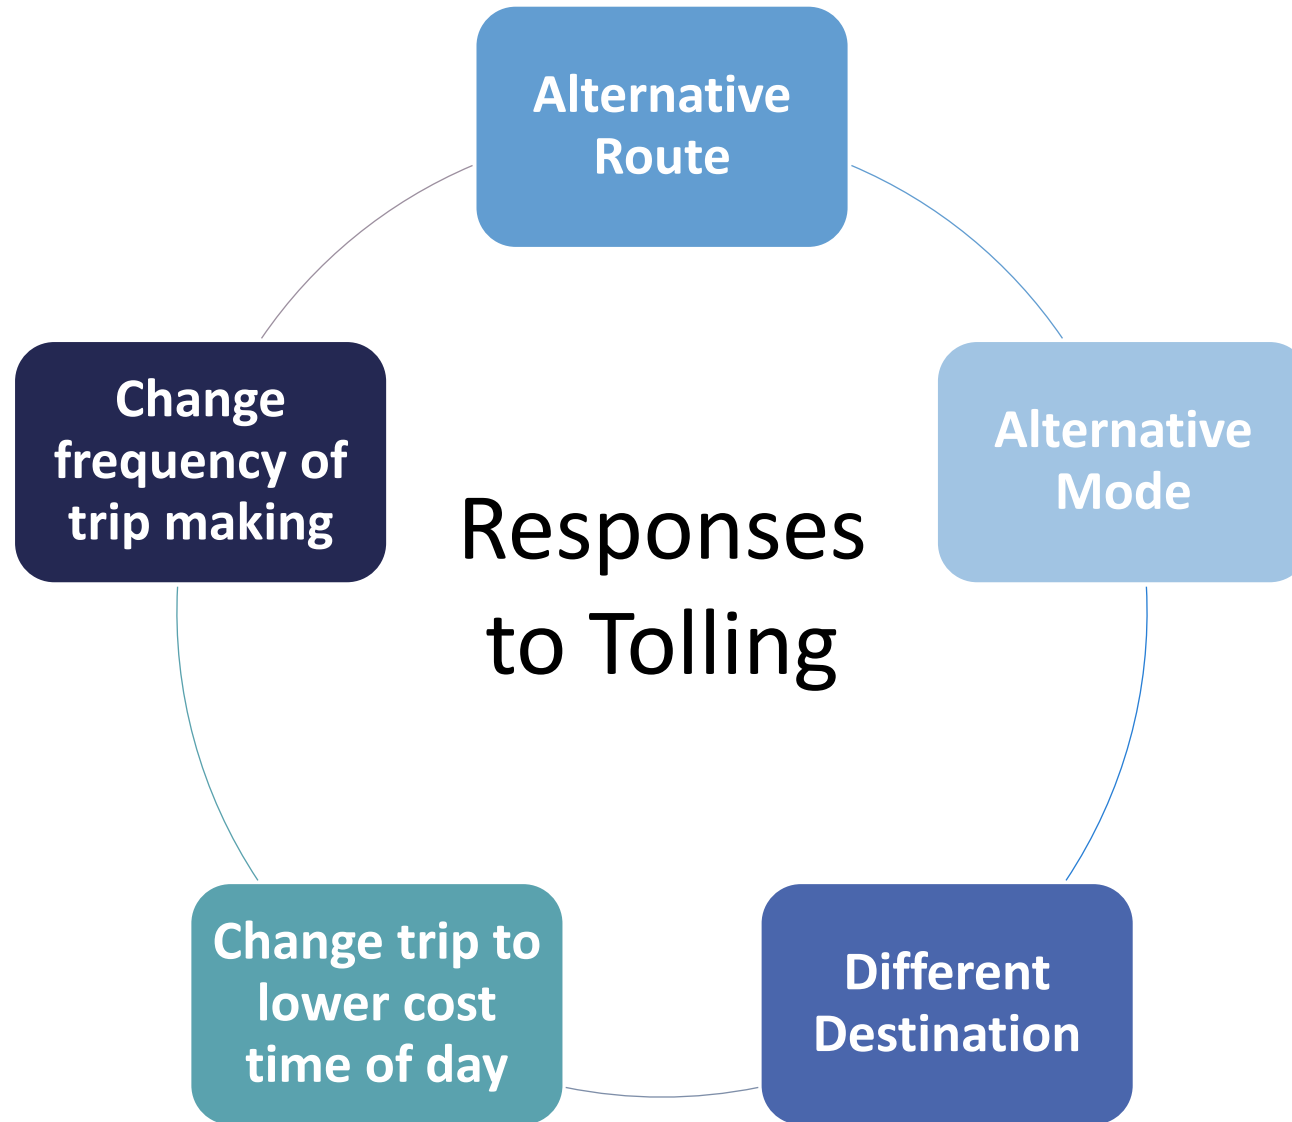 Alternative
Route
Alternative
Mode
Different
Destination
Change trip to
lower cost
time of day
Change
frequency of
trip making
Responses
to Tolling